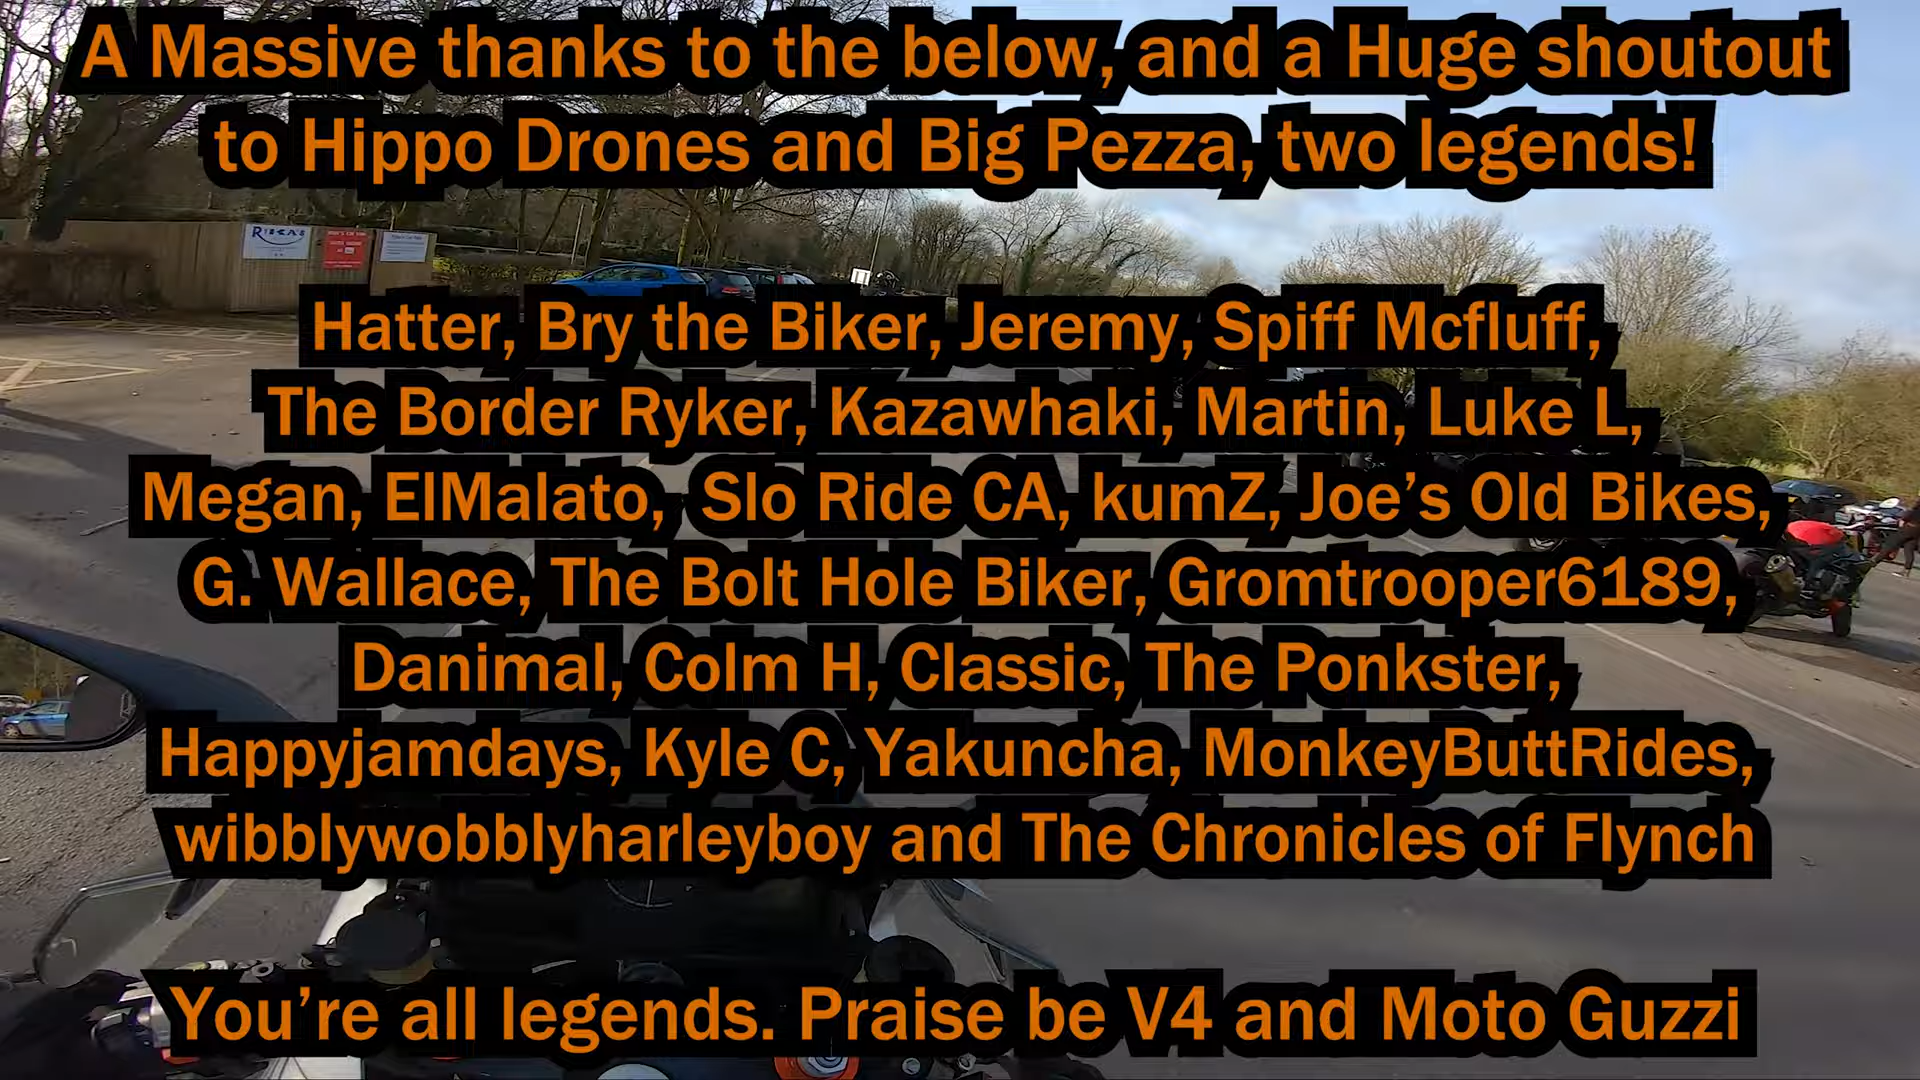 A Massive thanks to the below, and a Huge shoutout
to Hippo Drones and Big Pezza, two legends!
RIKA'S
Hatter, Bry the Biker, Jeremy, Spiff Mcfluff,
The Border Ryker, Kazawhaki, Martin, Luke L,
Megan, ElMalato, Slo Ride CA, kumZ, Joe’s Old Bikes,
G. Wallace, The Bolt Hole Biker, Gromtrooper6189,
Danimal, Colm H, Classic, The Ponkster,
Happyjamdays, Kyle C, Yakuncha, MonkeyButtRides,
wibblywobblyharleyboy and The Chronicles of Flynch
You’re all legends. Praise be V4 and Moto Guzzi